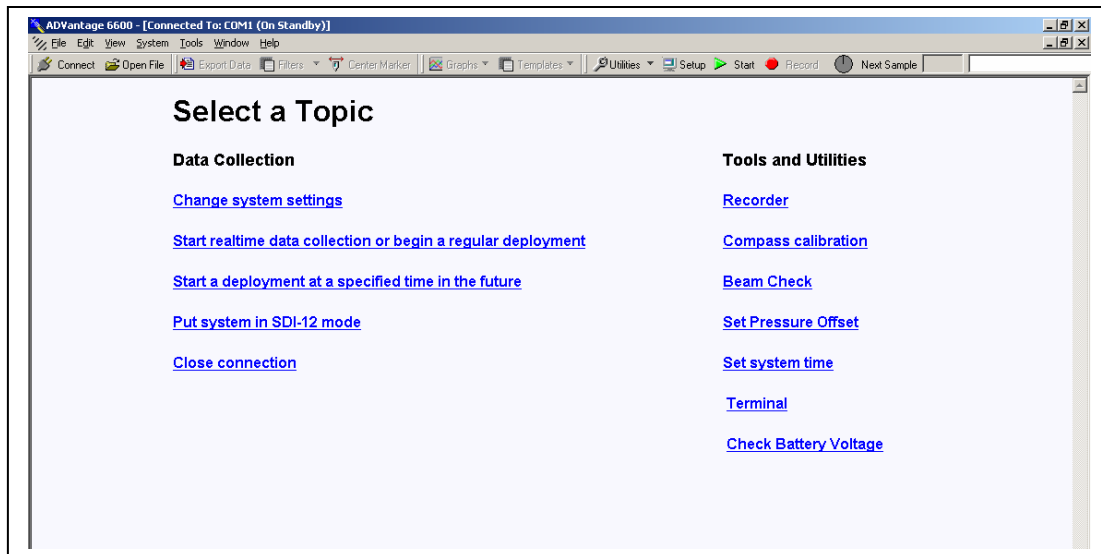 ADVantage 6600 - [Connected To: COM1 (On Standby)]
File Edit View System Tools Window Help
Connect Open File Export Data Filters Center Marker Graphs Templates Utilities Setup Start Record Next Sample
Select a Topic
Data Collection
Change system settings
Start realtime data collection or begin a regular deployment
Start a deployment at a specified time in the future
Put system in SDI-12 mode
Close connection
Tools and Utilities
Recorder
Compass calibration
Beam Check
Set Pressure Offset
Set system time
Terminal
Check Battery Voltage